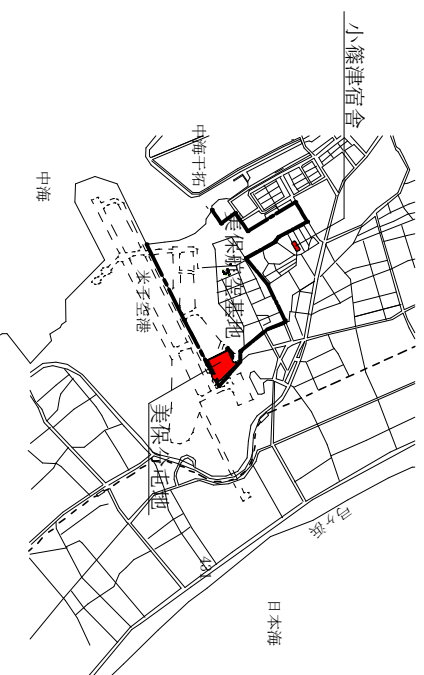 小篠津宿舎
中海干拓
中海
美保航空基地
米子空港
美保分屯地
431
弓ヶ浜
日本海